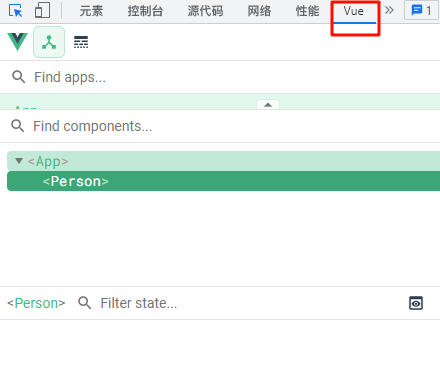 元素 控制台 源代码 网络 性能 Vue 1
Find apps...
App
Find components...
<App>
<Person>
<Person> Filter state...